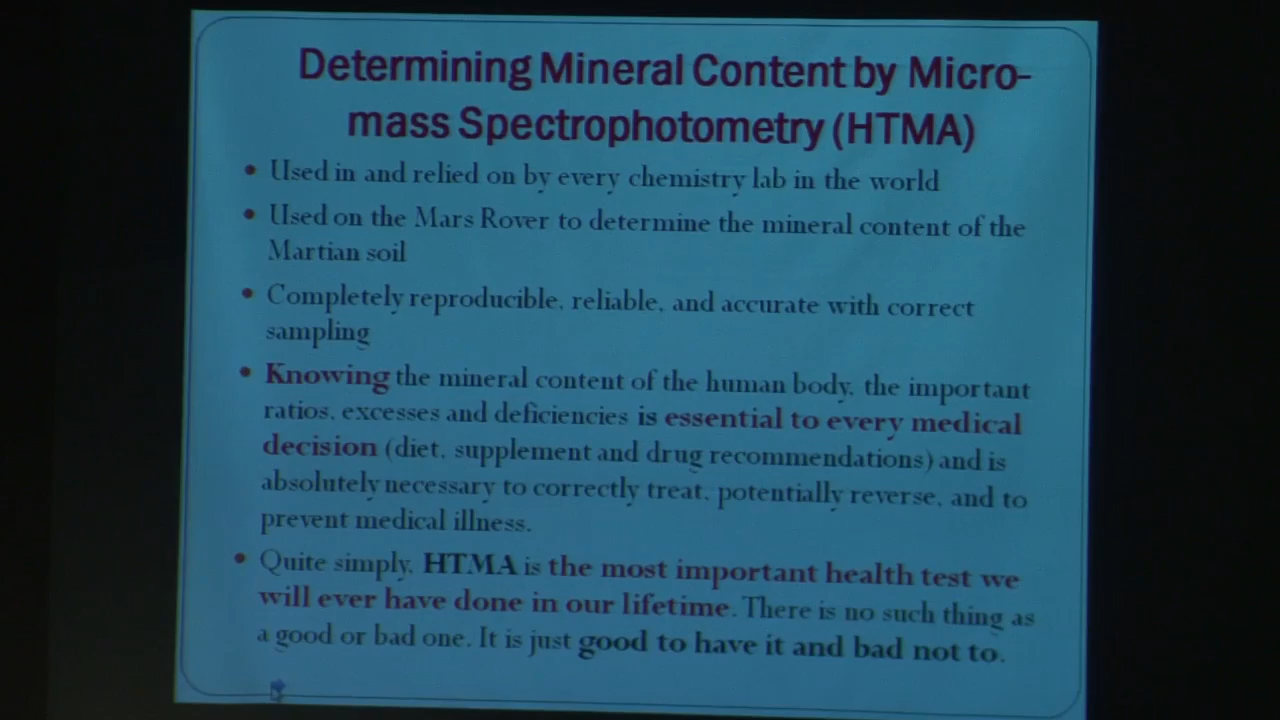 Determining Mineral Content by Micro-
mass Spectrophotometry (HTMA)
• Used in and relied on by every chemistry lab in the world
• Used on the Mars Rover to determine the mineral content of the
Martian soil
• Completely reproducible, reliable, and accurate with correct
sampling
• Knowing the mineral content of the human body, the important
ratios, excesses and deficiencies is essential to every medical
decision (diet, supplement and drug recommendations) and is
absolutely necessary to correctly treat, potentially reverse, and to
prevent medical illness.
• Quite simply, HTMA is the most important health test we
will ever have done in our lifetime. There is no such thing as
a good or bad one. It is just good to have it and bad not to.